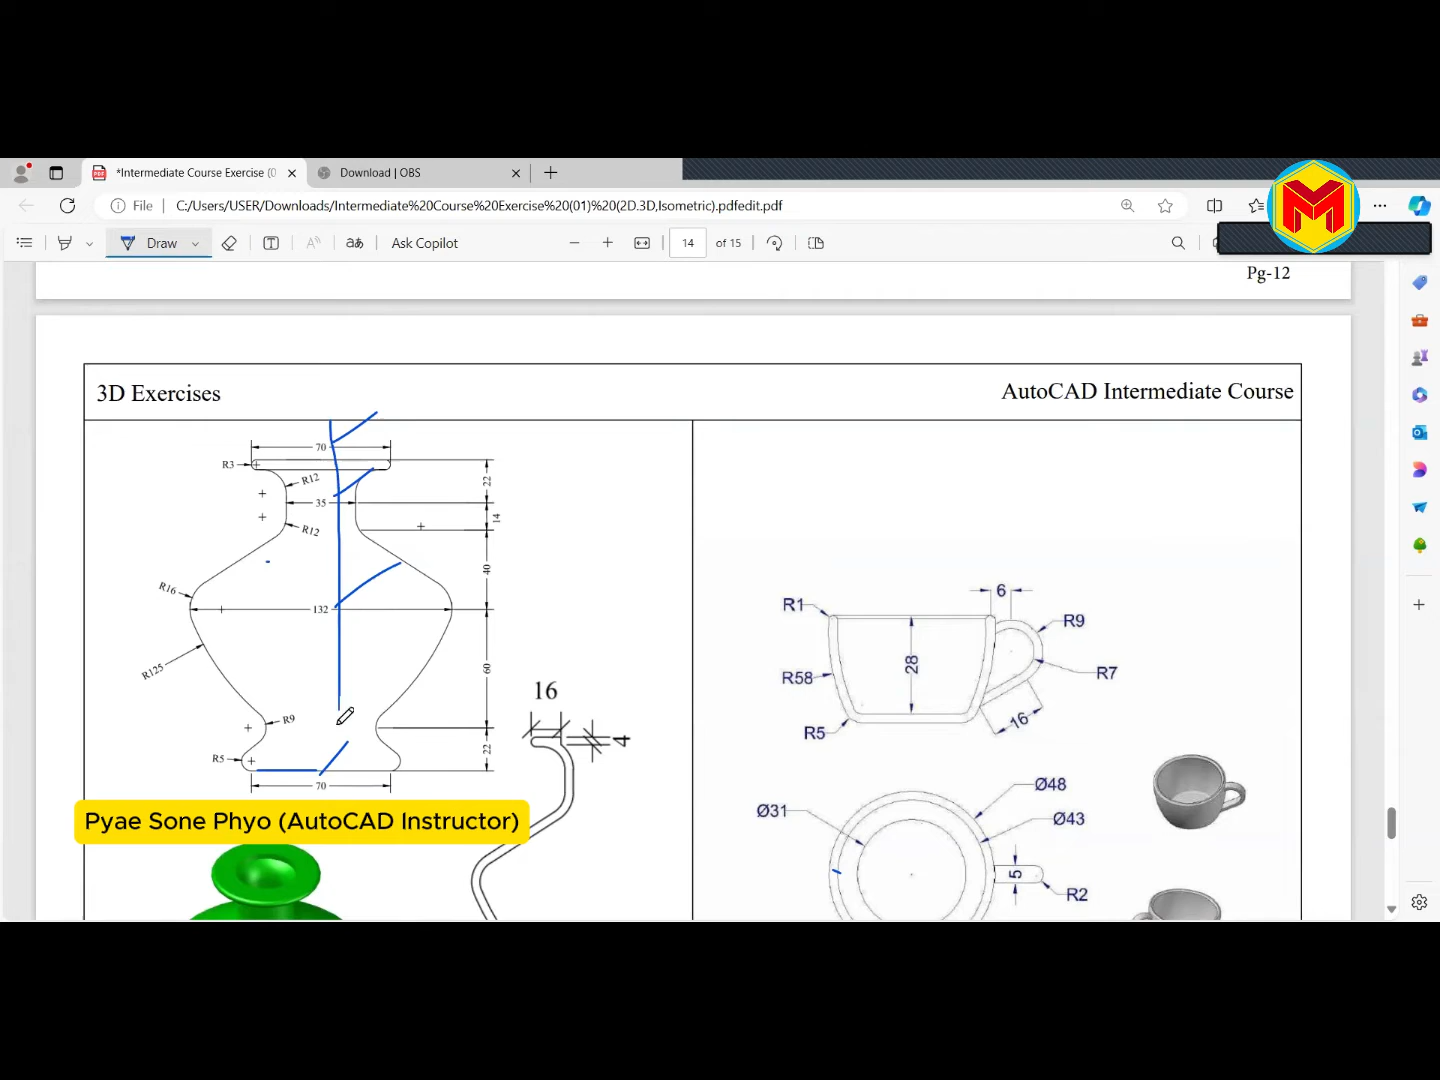 *Intermediate Course Exercise (0
Download | OBS
File
C:/Users/USER/Downloads/Intermediate%20Course%20Exercise%20(01)%20(2D.3D,Isometric).pdfedit.pdf
Draw
Ask Copilot
14
of 15
Pg-12
3D Exercises
AutoCAD Intermediate Course
70
R3
R12
22
35
14
R12
40
R16
132
R125
60
R9
R5
22
70
16
4
6
R1
R9
28
R58
R7
16
R5
Ø48
Ø31
Ø43
5
R2
Pyae Sone Phyo (AutoCAD Instructor)